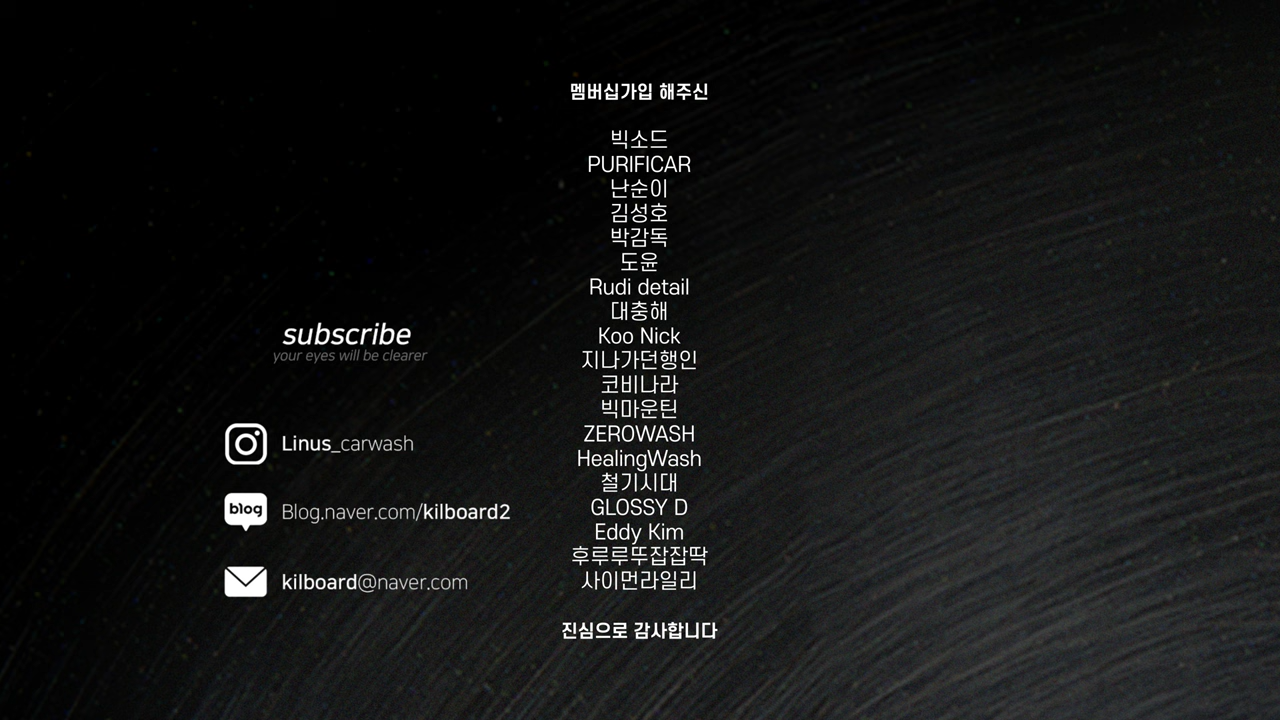 subscribe
your eyes will be clearer
Linus_carwash
blog
Blog.naver.com/kilboard2
kilboard@naver.com
멤버십가입 해주신
빅소드
PURIFICAR
난순이
김성호
박감독
도윤
Rudi detail
대충해
Koo Nick
지나가던행인
코비나라
빅마운틴
ZEROWASH
HealingWash
철기시대
GLOSSY D
Eddy Kim
후루루뚜잡잡딱
사이먼라일리
진심으로 감사합니다